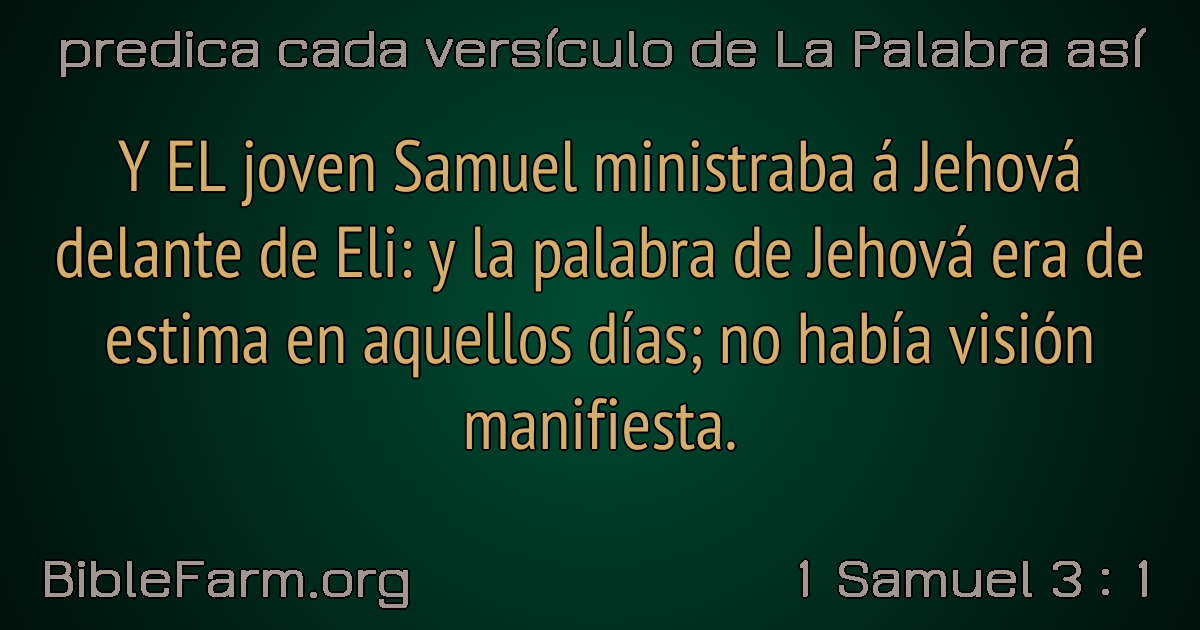 predica cada versículo de La Palabra así
Y EL joven Samuel ministraba á Jehová
delante de Eli: y la palabra de Jehová era de
estima en aquellos días; no había visión
manifiesta.
BibleFarm.org
1 Samuel 3 : 1